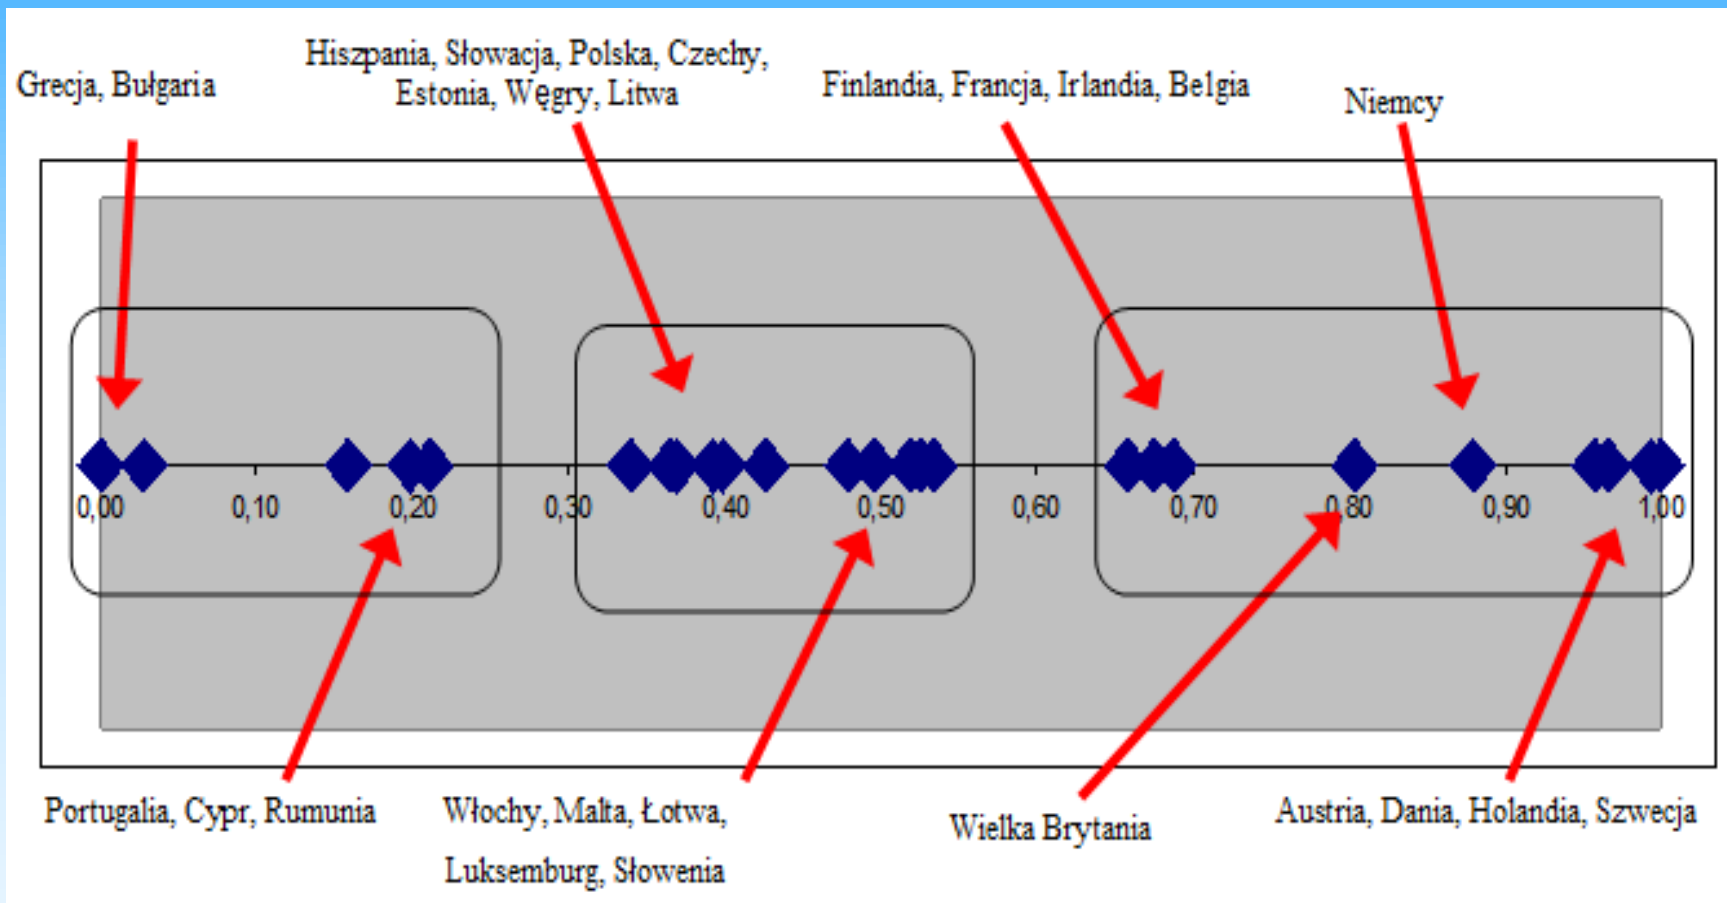 Grecja, Bułgaria
Hiszpania, Słowacja, Polska, Czechy,
Estonia, Węgry, Litwa
Finlandia, Francja, Irlandia, Belgia
Niemcy
0,00 0,10 0,20 0,30 0,40 0,50 0,60 0,70 0,80 0,90 1,00
Portugalia, Cypr, Rumunia
Włochy, Malta, Łotwa,
Luksemburg, Słowenia
Wielka Brytania
Austria, Dania, Holandia, Szwecja